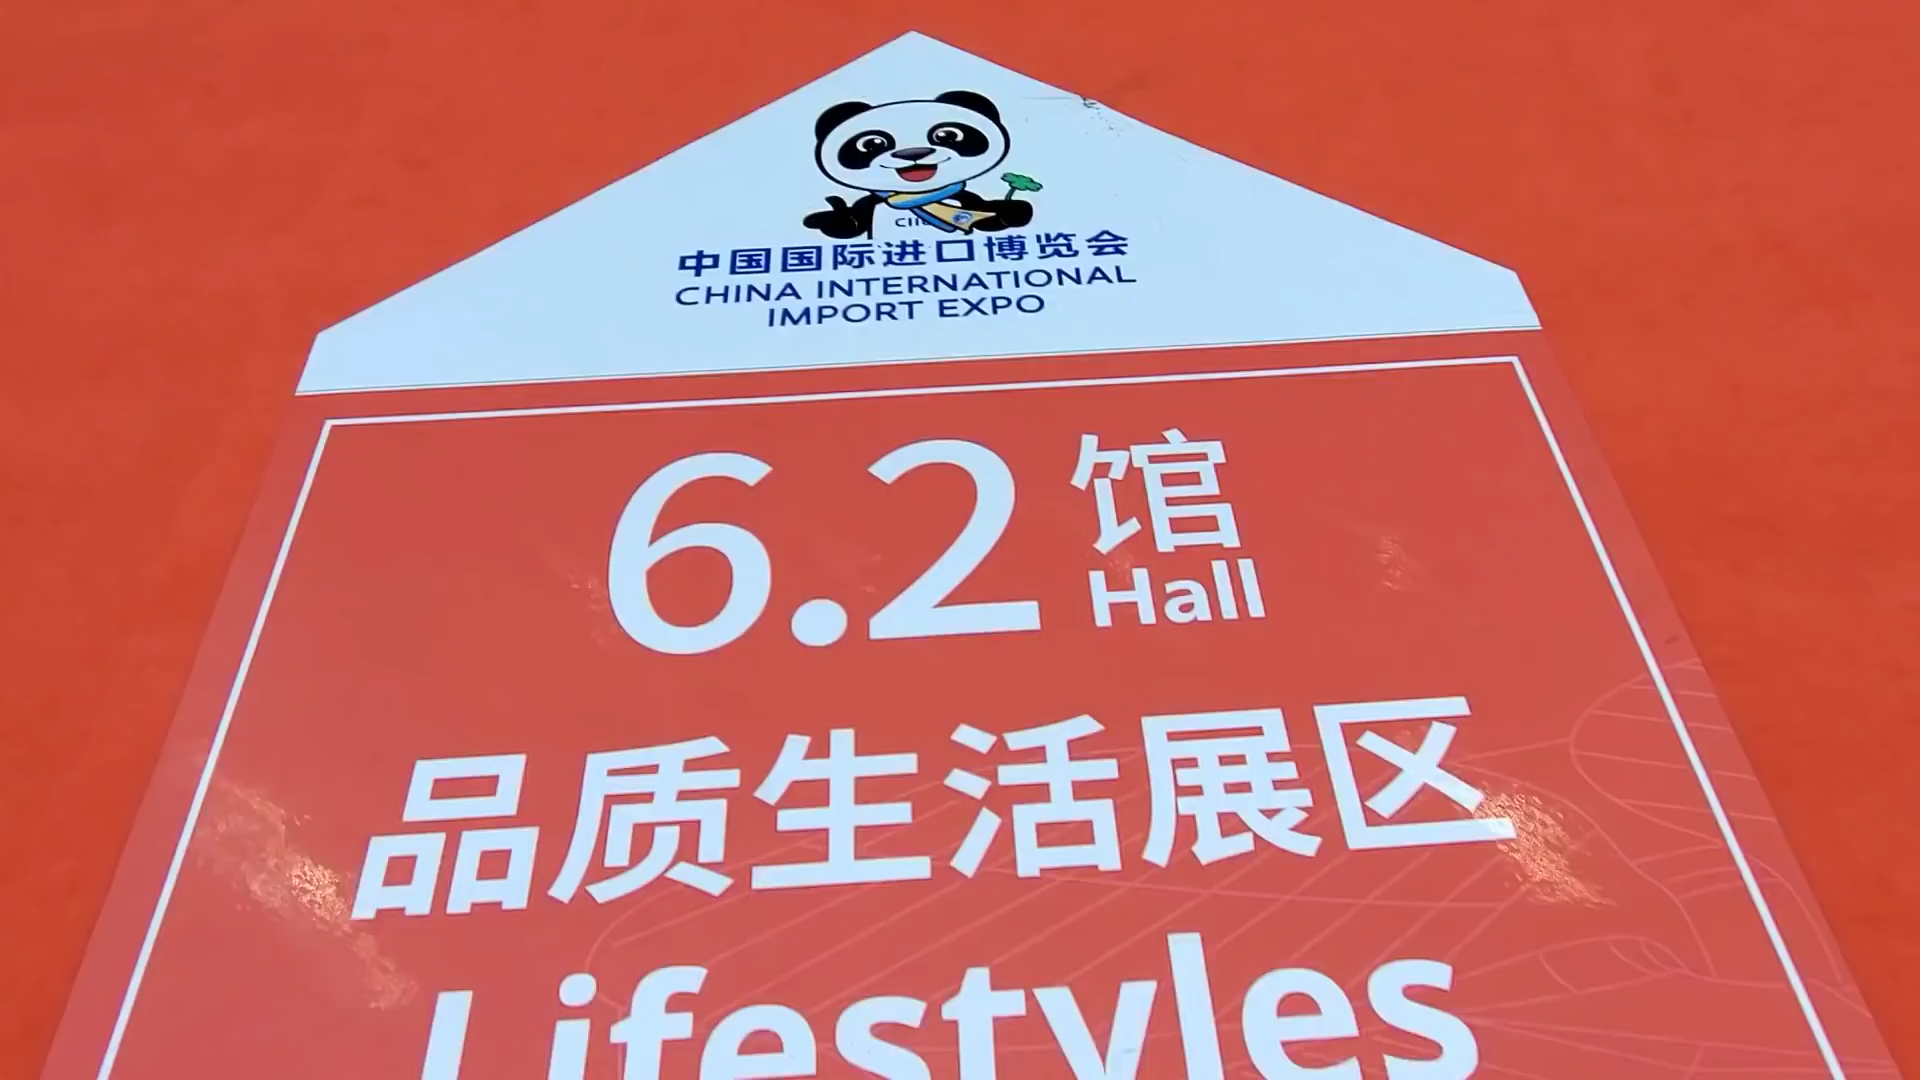 中国国际进口博览会
CHINA INTERNATIONAL
IMPORT EXPO
6.2 馆
Hall
品质生活展区
Lifestyles